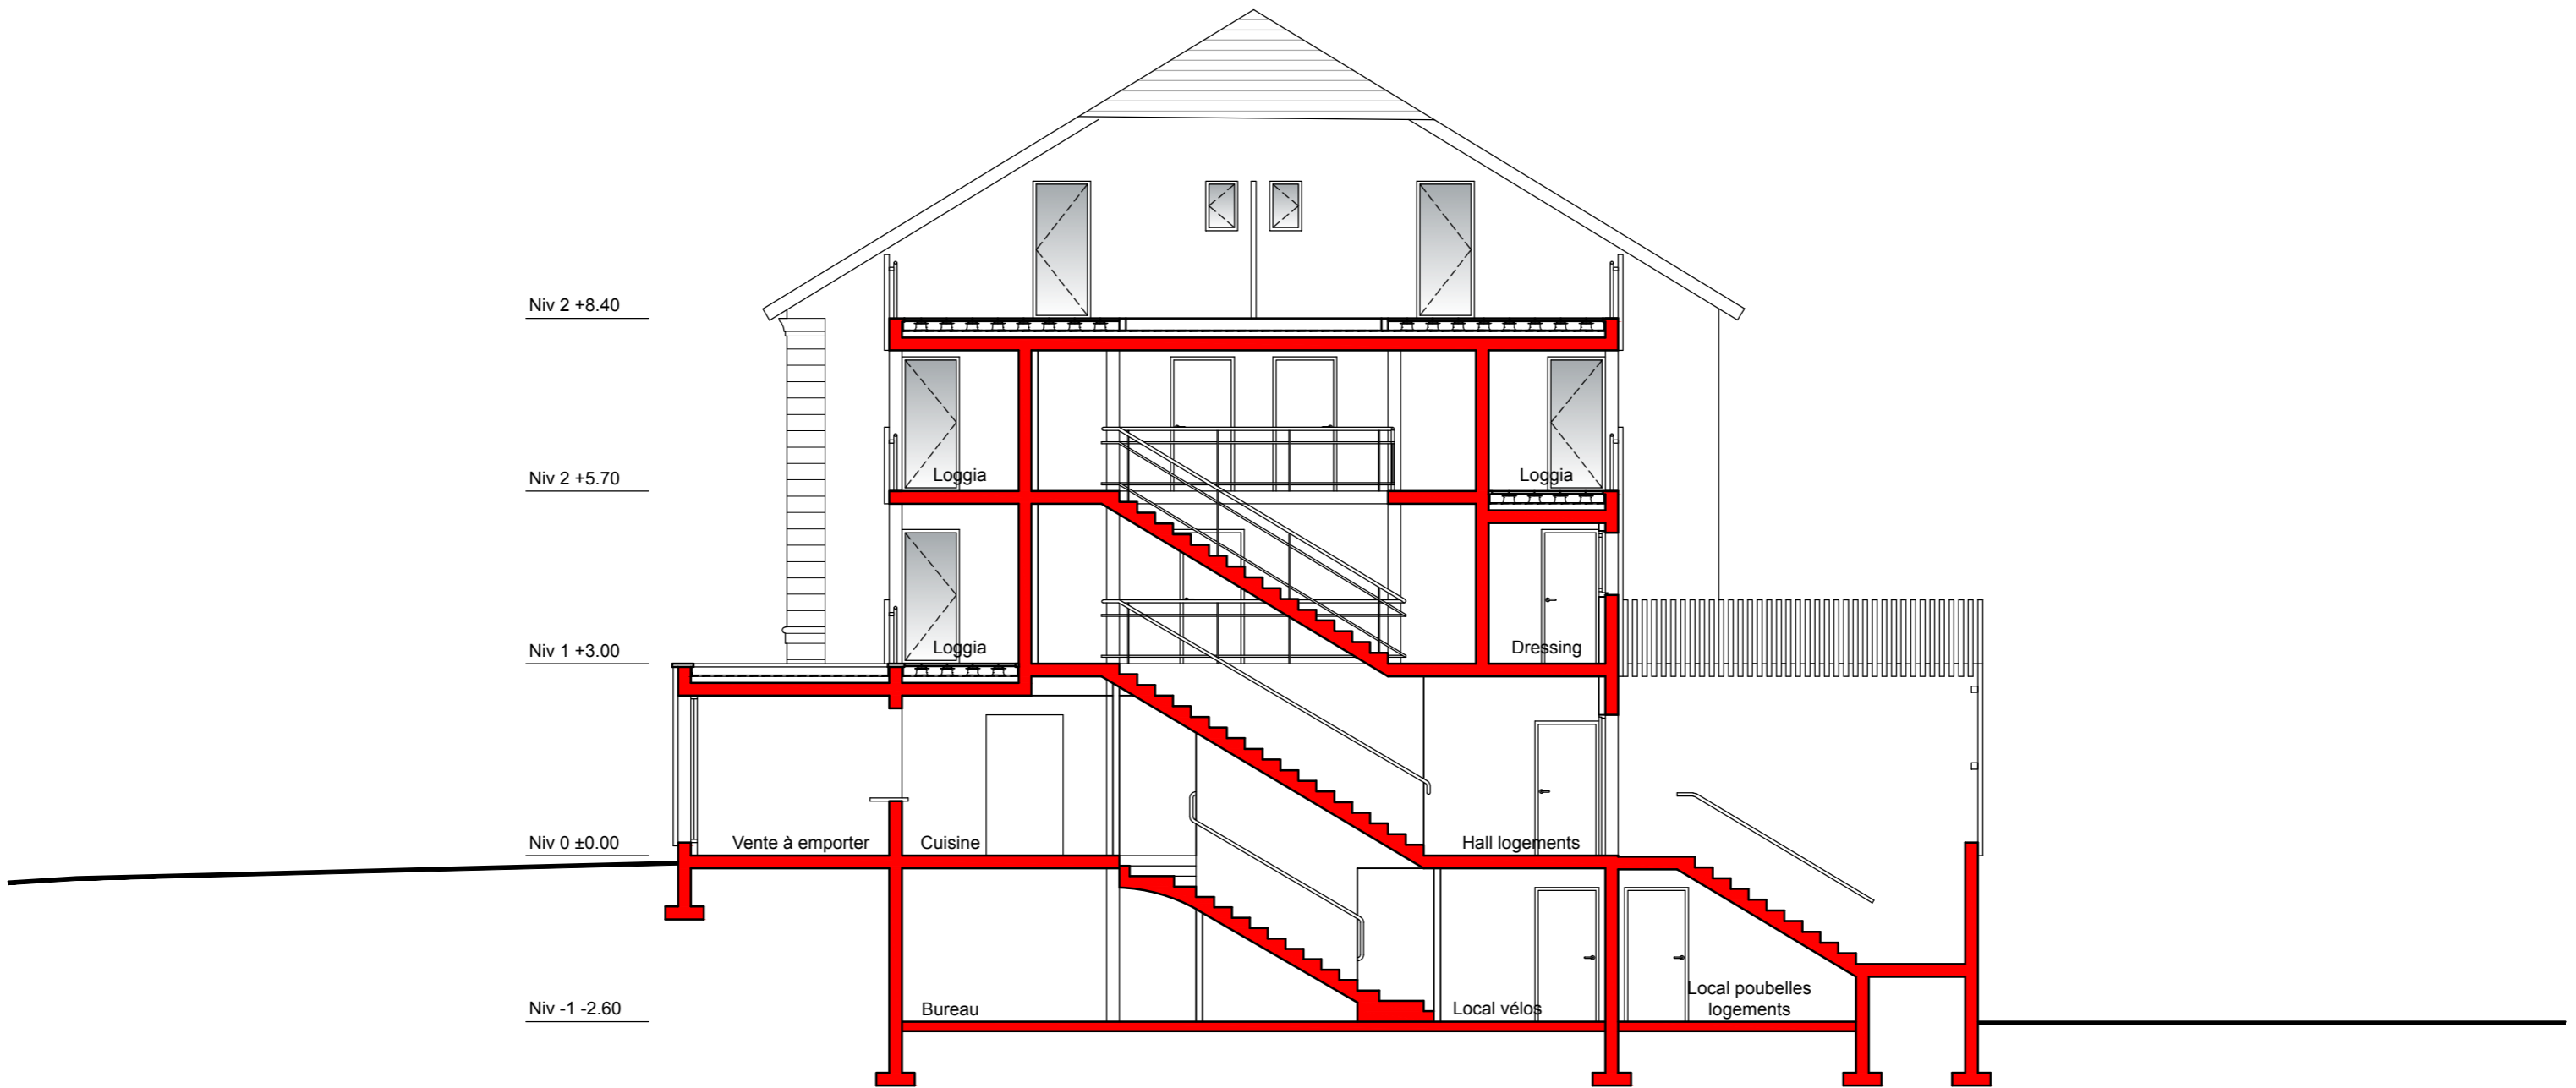 Niv 2 +8.40
Niv 2 +5.70
Loggia
Loggia
Niv 1 +3.00
Loggia
Dressing
Niv 0 ±0.00
Vente à emporter
Cuisine
Hall logements
Niv -1 -2.60
Bureau
Local vélos
Local poubelles
logements